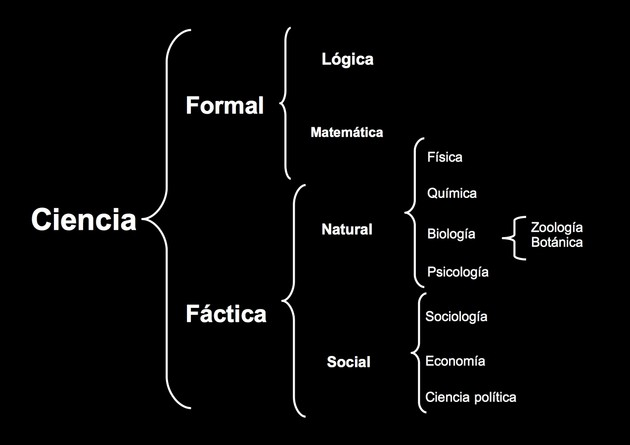 Ciencia
Formal
Lógica
Matemática
Fáctica
Natural
Física
Química
Biología
Zoología
Botánica
Psicología
Social
Sociología
Economía
Ciencia política